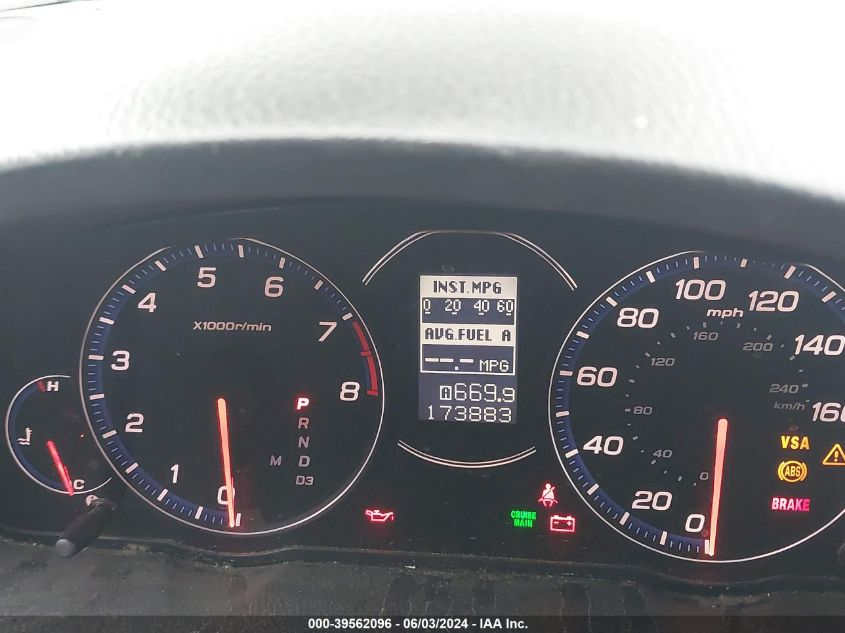 INST.MPG
0 20 40 60
AVG.FUEL A
--.- MPG
A 669.9
173883
0 1 2 3 4 5 6 7 8
X1000r/min
P
R
N
M D
D3
H
C
0 20 40 60 80 100 120 140 160
mph
0 40 80 120 160 200 240
km/h
VSA
ABS
BRAKE
CRUISE
MAIN
000-39562096 - 06/03/2024 - IAA Inc.